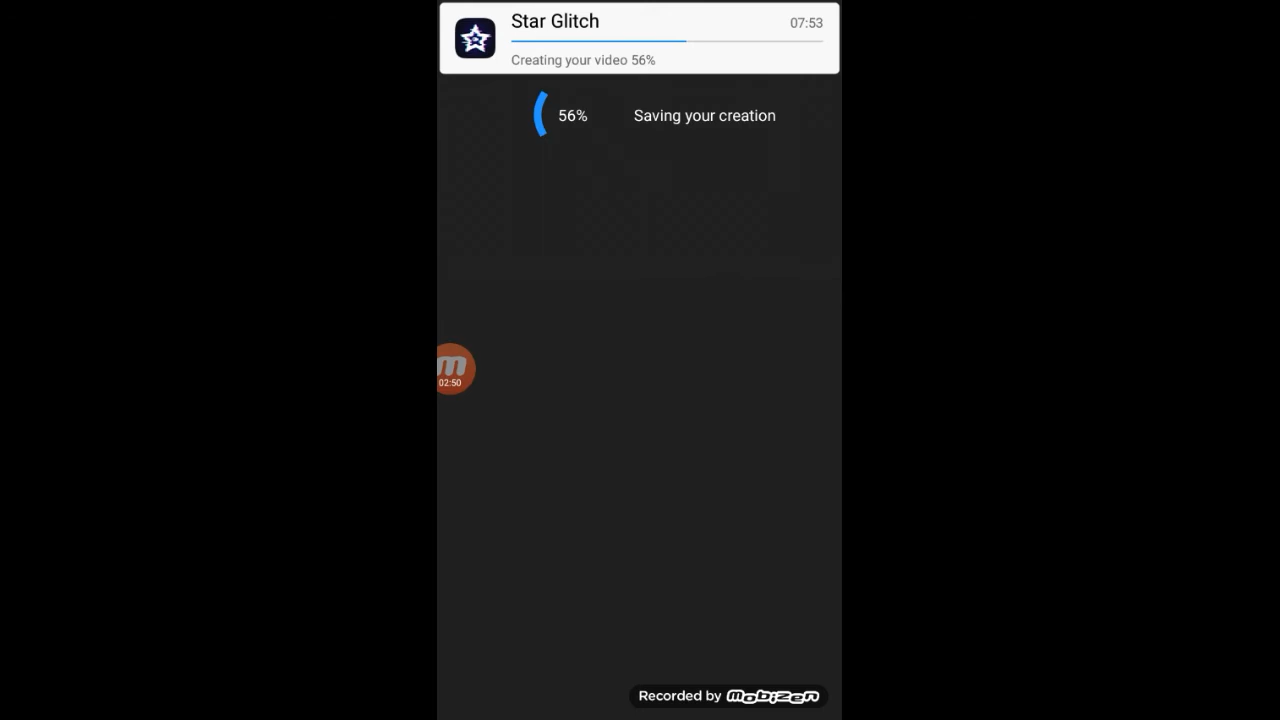 Star Glitch 07:53
Creating your video 56%
56% Saving your creation
m
02:50
Recorded by mobizen